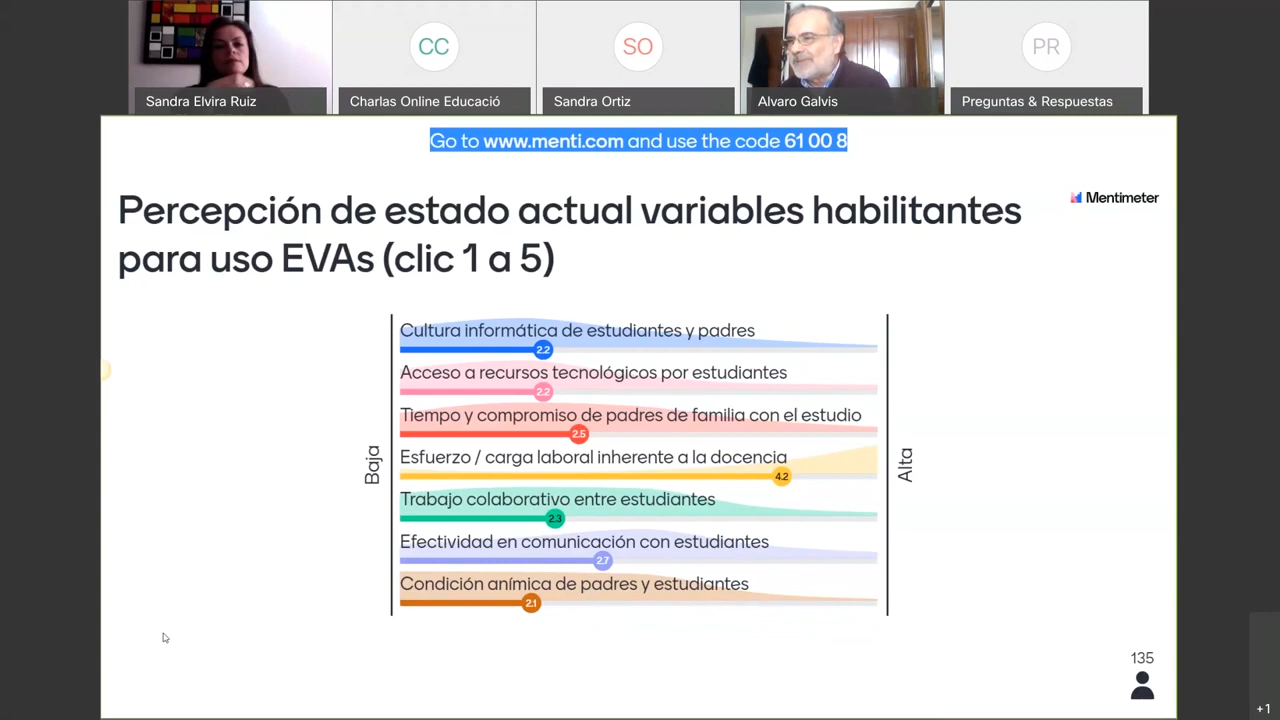 CC
SO
PR
Sandra Elvira Ruiz
Charlas Online Educació
Sandra Ortiz
Alvaro Galvis
Preguntas & Respuestas
Go to www.menti.com and use the code 61 00 8
Percepción de estado actual variables habilitantes
para uso EVAs (clic 1 a 5)
Mentimeter
Cultura informática de estudiantes y padres
2.2
Acceso a recursos tecnológicos por estudiantes
2.2
Tiempo y compromiso de padres de familia con el estudio
2.5
Baja
Esfuerzo / carga laboral inherente a la docencia
4.2
Alta
Trabajo colaborativo entre estudiantes
2.3
Efectividad en comunicación con estudiantes
2.7
Condición anímica de padres y estudiantes
2.1
135
+1